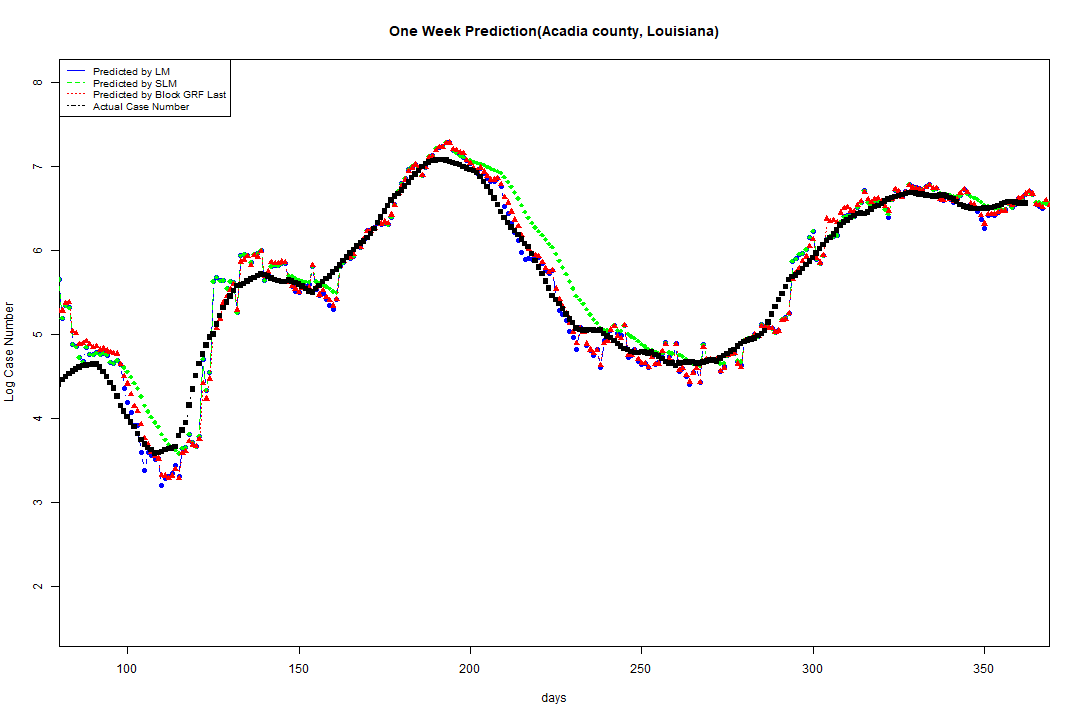 One Week Prediction(Acadia county, Louisiana)
Predicted by LM
Predicted by SLM
Predicted by Block GRF Last
Actual Case Number
8
7
6
5
4
3
2
Log Case Number
100 150 200 250 300 350
days